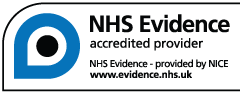 NHS Evidence
accredited provider
NHS Evidence - provided by NICE
www.evidence.nhs.uk